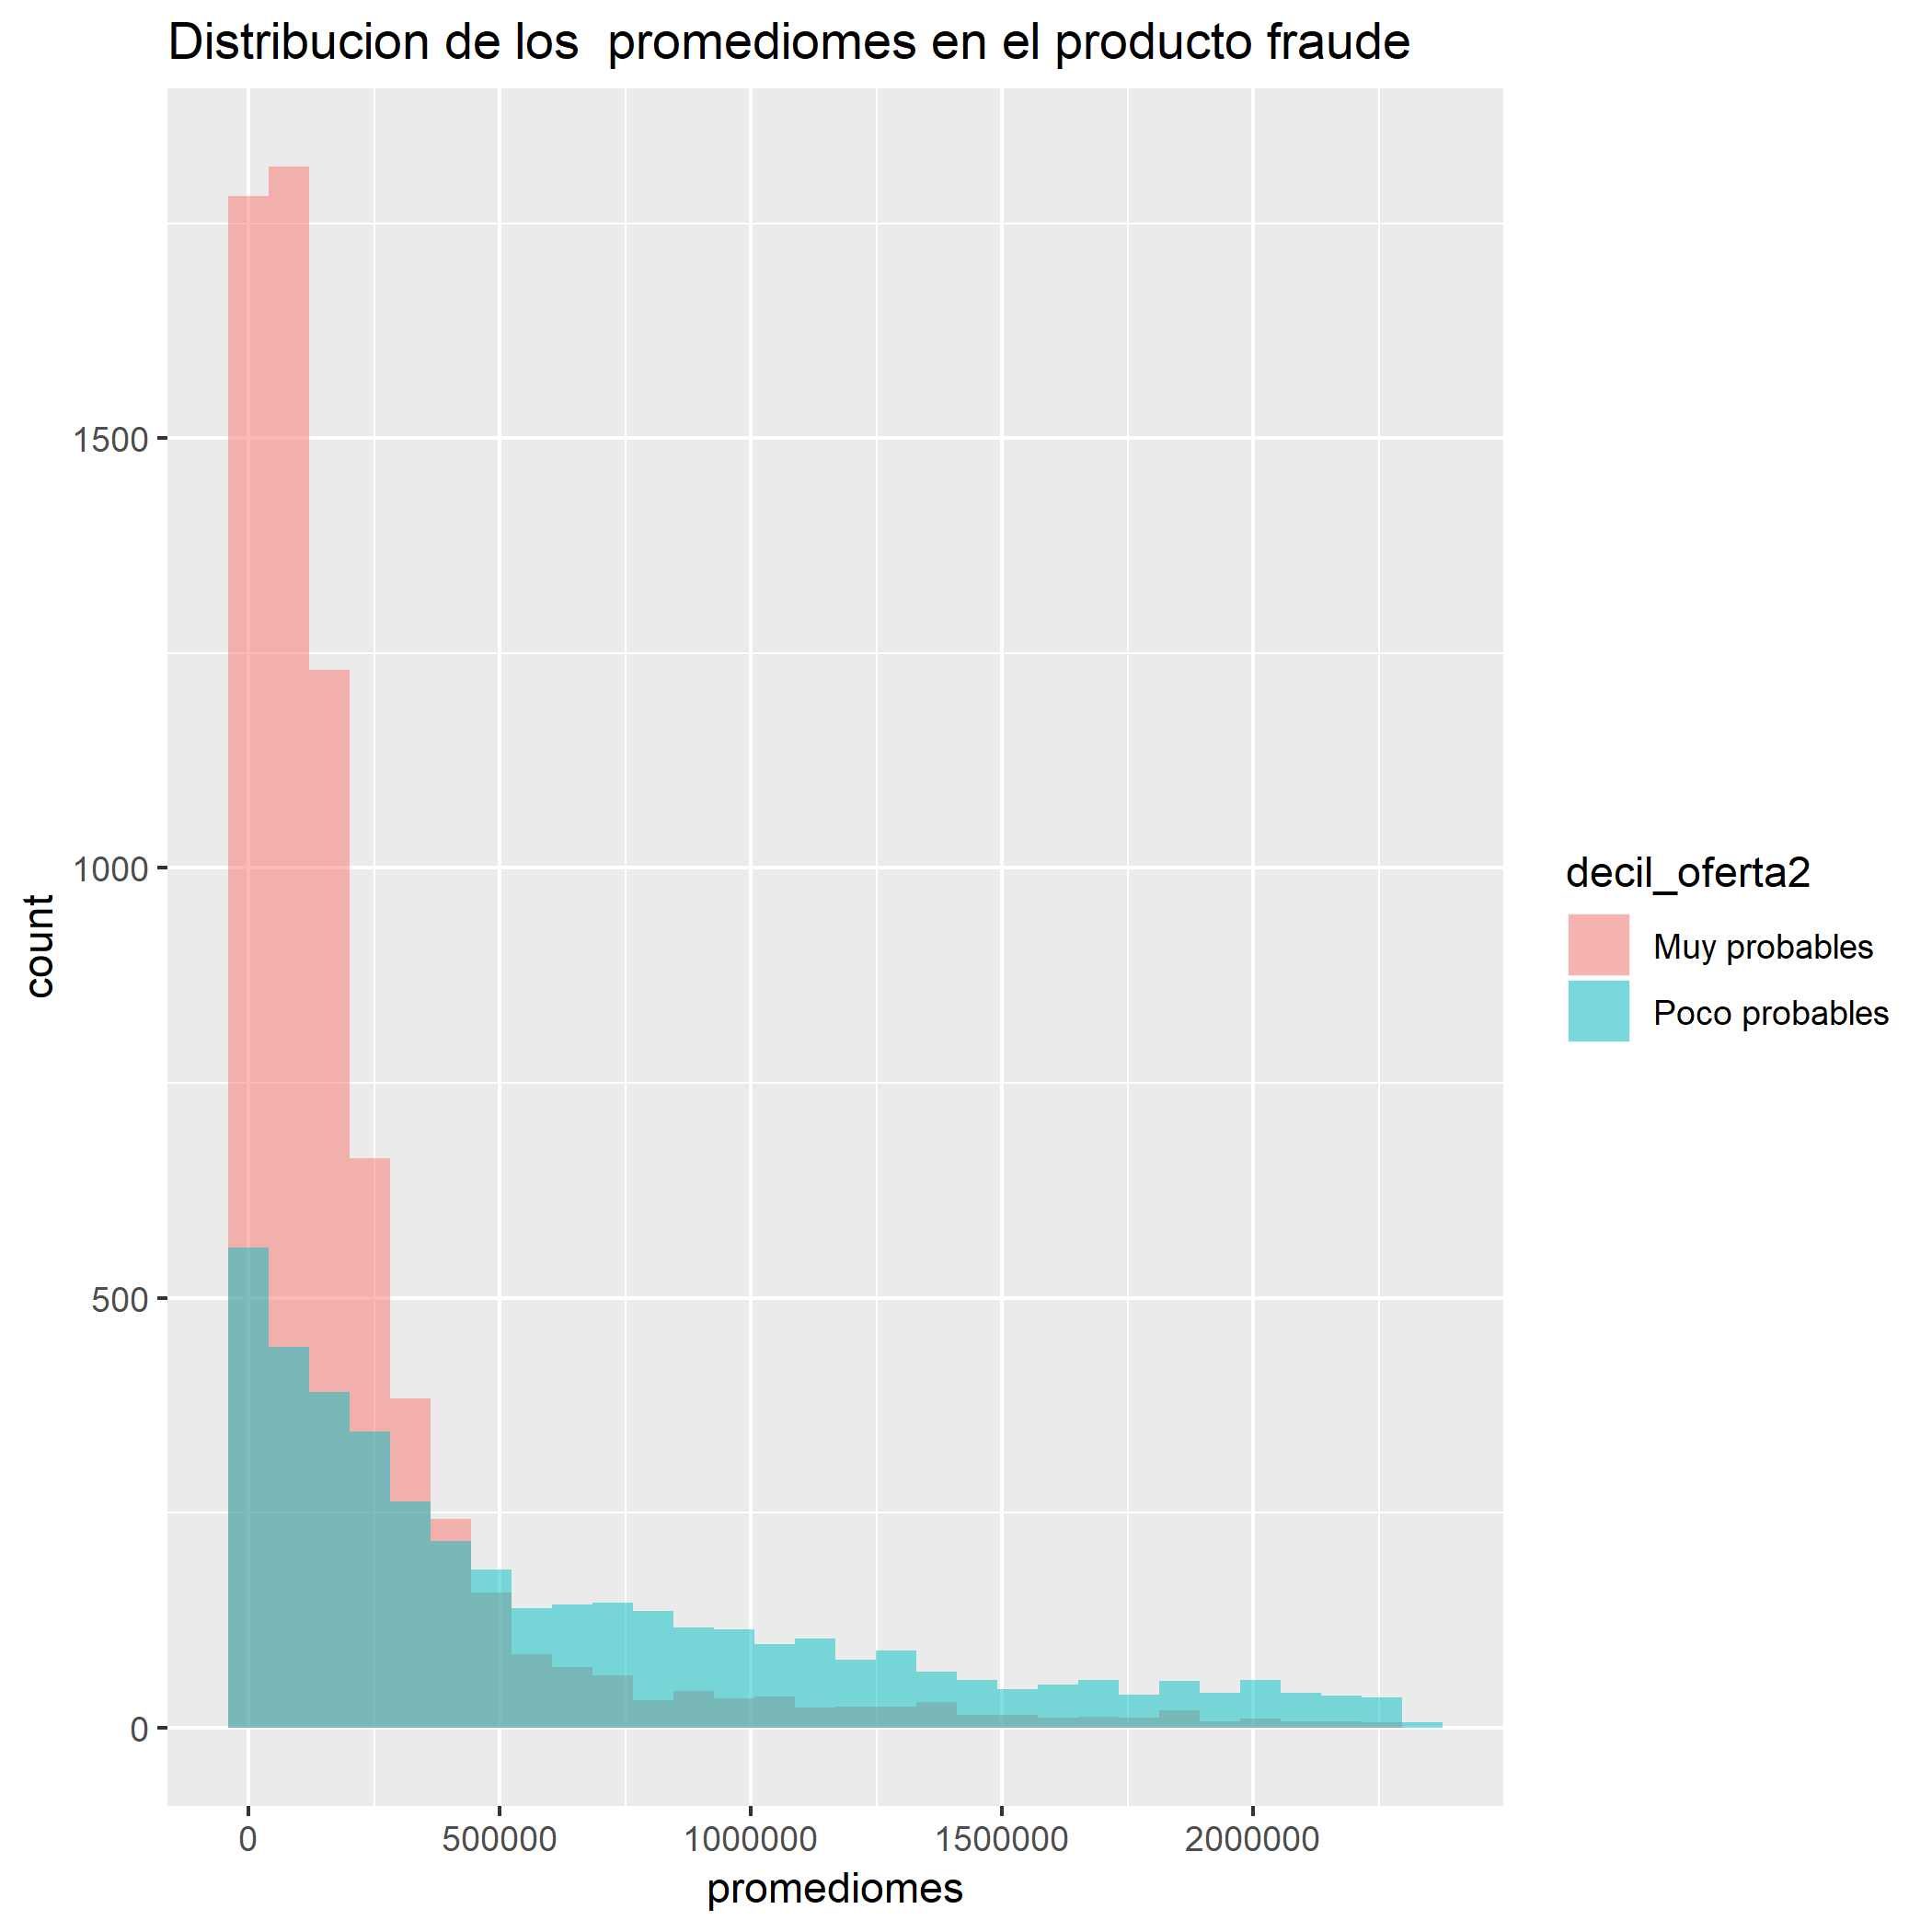 Distribucion de los  promediomes en el producto fraude
count
1500
1000
500
0
0 500000 1000000 1500000 2000000
promediomes
decil_oferta2
Muy probables
Poco probables